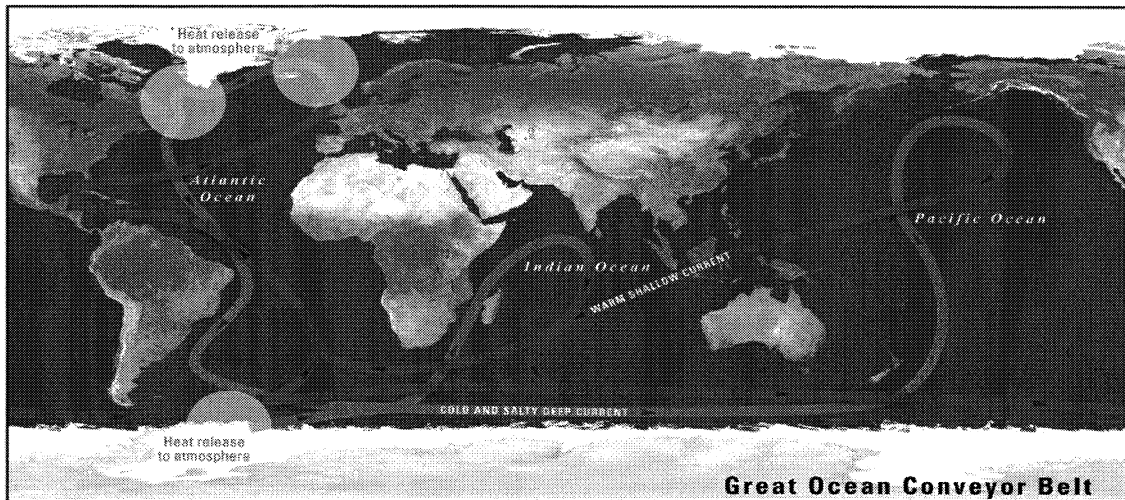 Heat release
to atmosphere
Atlantic
Ocean
Pacific Ocean
Indian Ocean
WARM SHALLOW CURRENT
COLD AND SALTY DEEP CURRENT
Heat release
to atmosphere
Great Ocean Conveyor Belt